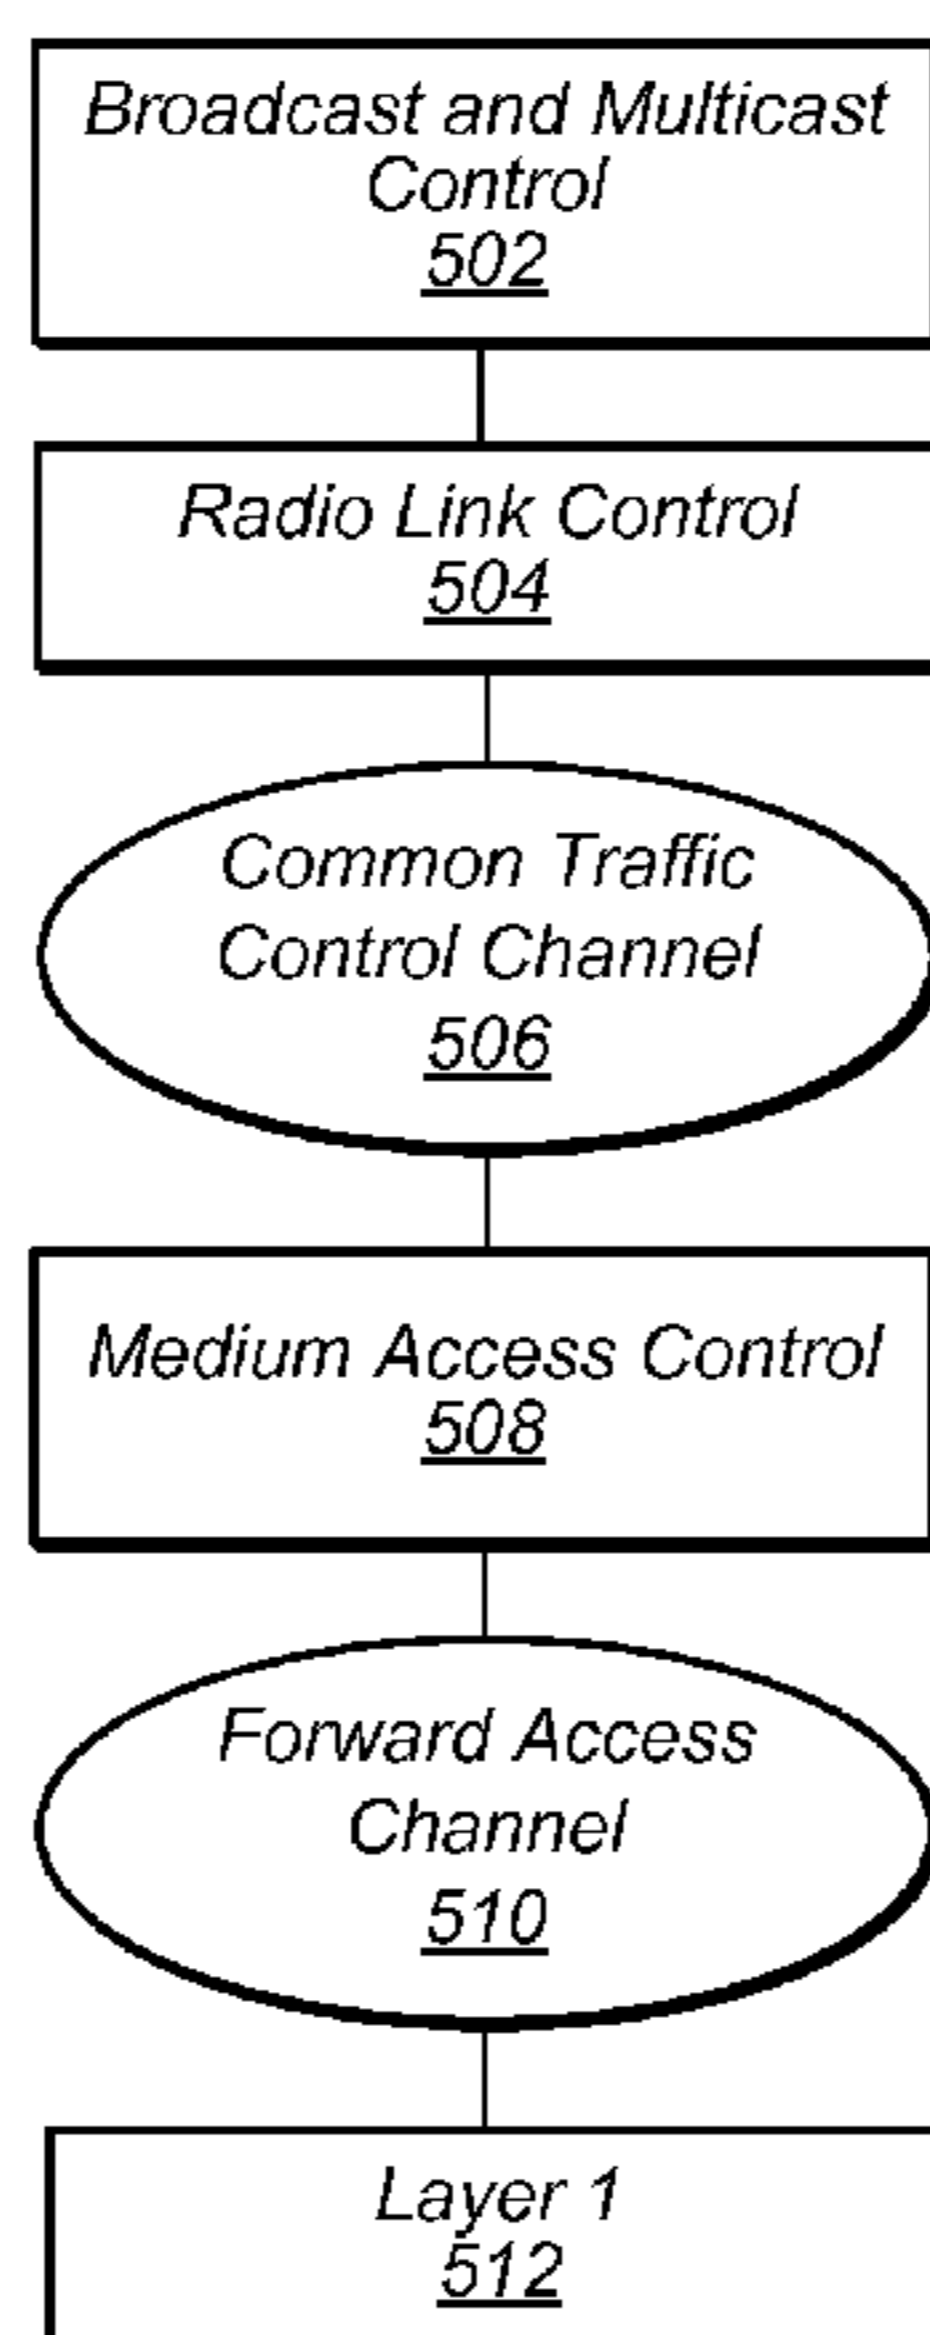 Broadcast and Multicast
Control
502
Radio Link Control
504
Common Traffic
Control Channel
506
Medium Access Control
508
Forward Access
Channel
510
Layer 1
512